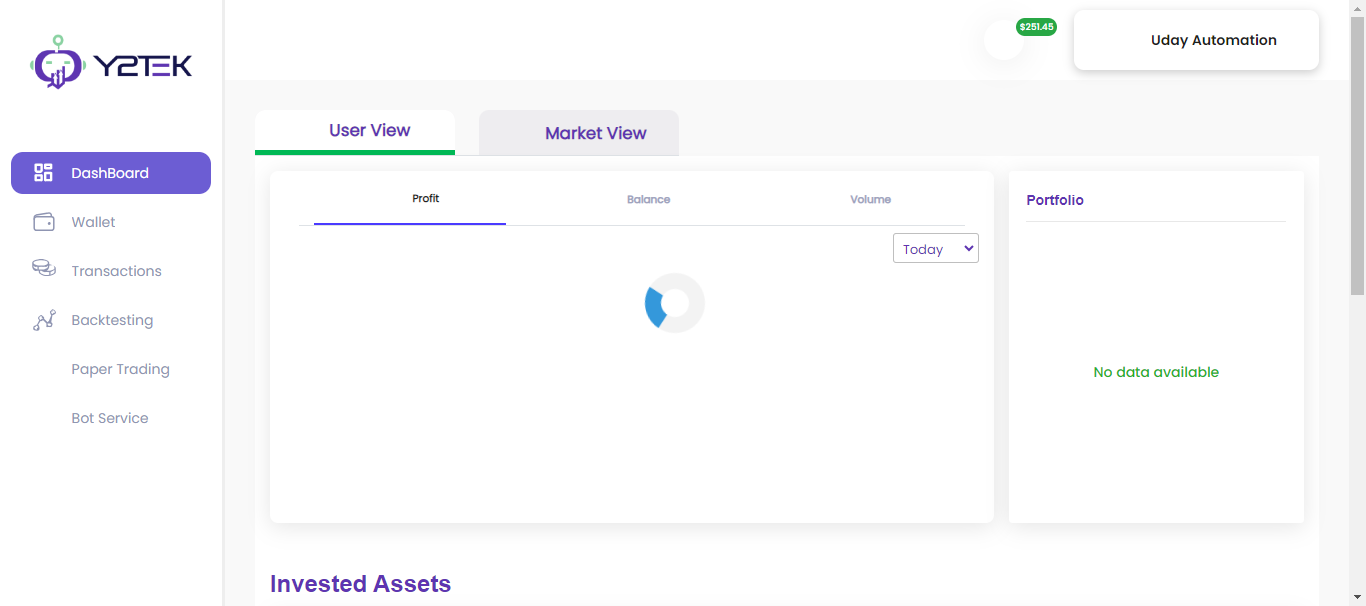 Y2TEK
$251.45
Uday Automation
DashBoard
Wallet
Transactions
Backtesting
Paper Trading
Bot Service
User View
Market View
Profit
Balance
Volume
Today
Portfolio
No data available
Invested Assets